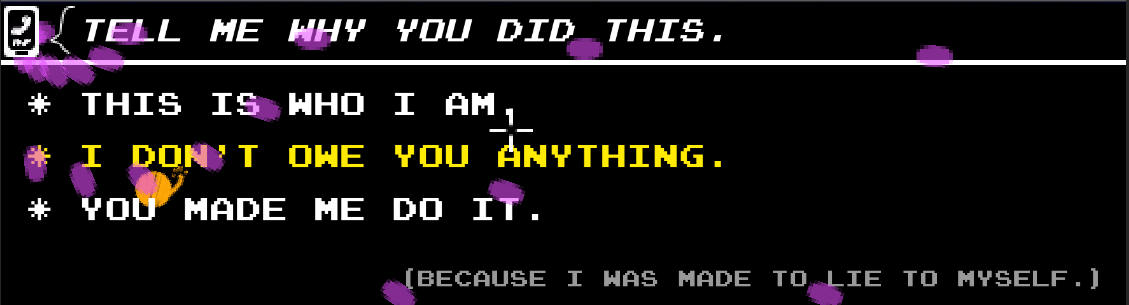 TELL ME WHY YOU DID THIS.
* THIS IS WHO I AM.
* I DON'T OWE YOU ANYTHING.
* YOU MADE ME DO IT.
(BECAUSE I WAS MADE TO LIE TO MYSELF.)